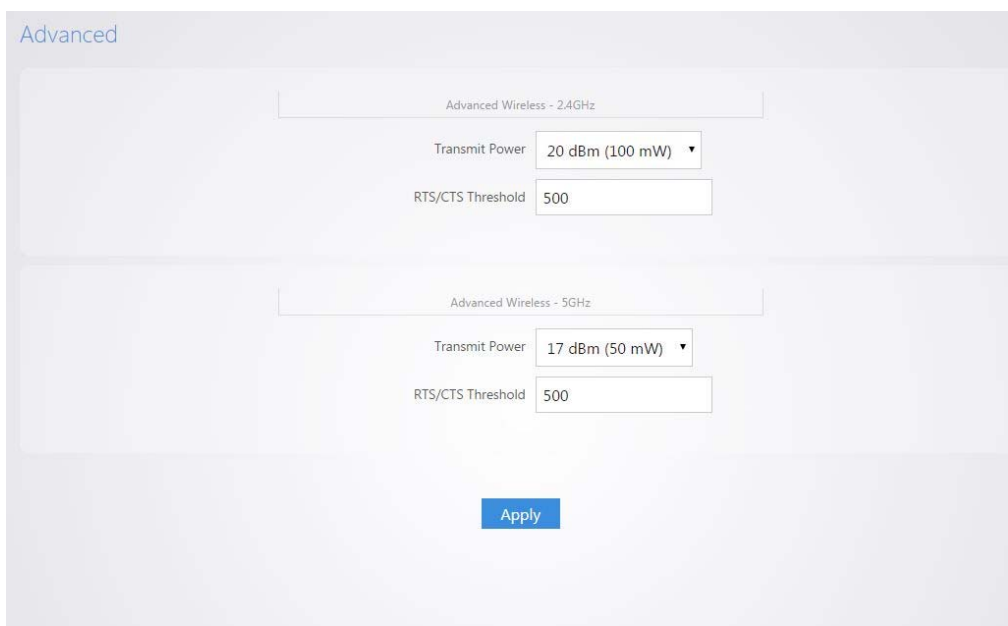 Advanced
Advanced Wireless - 2.4GHz
Transmit Power 20 dBm (100 mW)
RTS/CTS Threshold 500
Advanced Wireless - 5GHz
Transmit Power 17 dBm (50 mW)
RTS/CTS Threshold 500
Apply